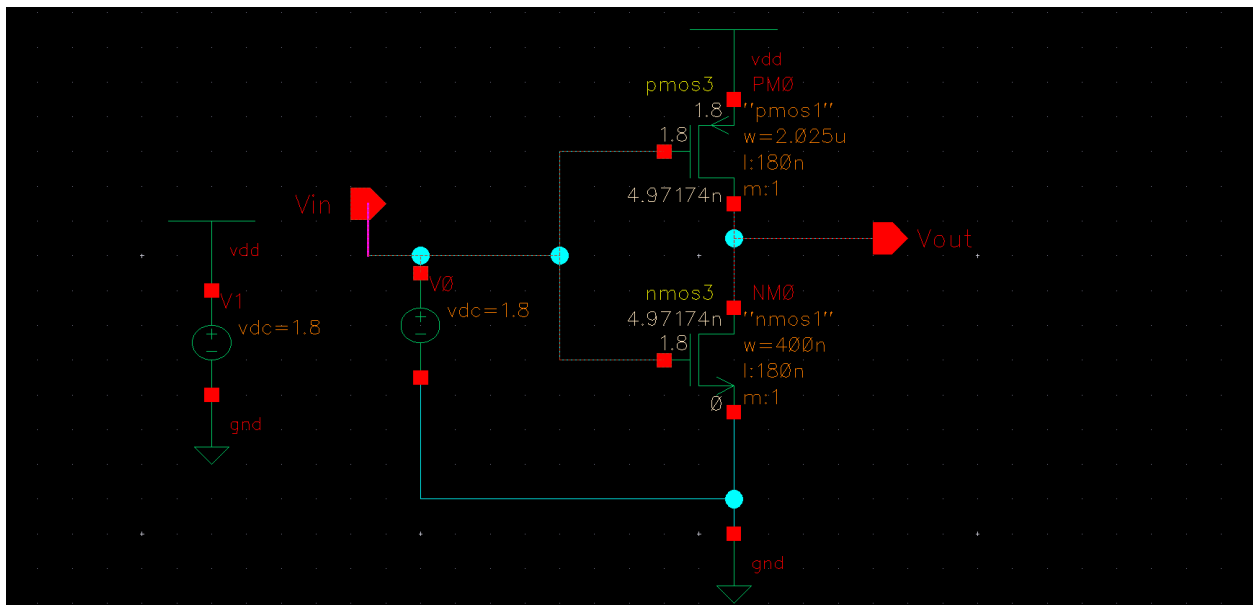 vdd
pmos3 PM0
1.8 "pmos1"
1.8 w=2.025u
l:180n
4.97174n m:1
Vin
Vout
vdd
V1
vdc=1.8
gnd
V0
vdc=1.8
nmos3 NM0
4.97174n "nmos1"
1.8 w=400n
l:180n
0 m:1
gnd